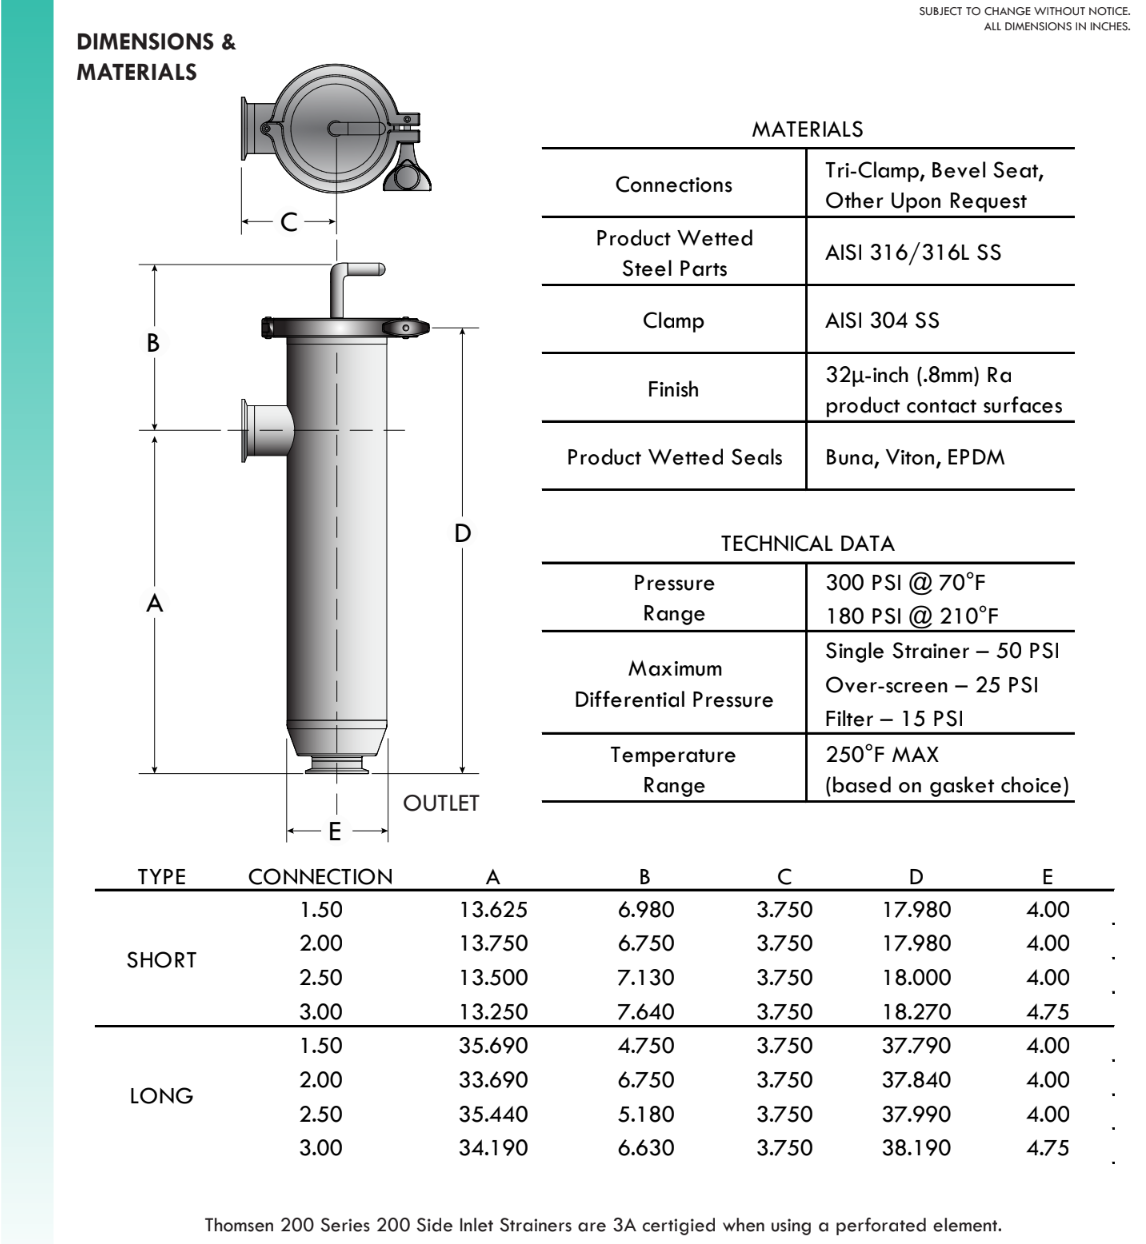 SUBJECT TO CHANGE WITHOUT NOTICE.
ALL DIMENSIONS IN INCHES.
DIMENSIONS &
MATERIALS
C
B
A
D
E
OUTLET
MATERIALS
Connections
Tri-Clamp, Bevel Seat,
Other Upon Request
Product Wetted
Steel Parts
AISI 316/316L SS
Clamp
AISI 304 SS
Finish
32µ-inch (.8mm) Ra
product contact surfaces
Product Wetted Seals
Buna, Viton, EPDM
TECHNICAL DATA
Pressure
Range
300 PSI @ 70°F
180 PSI @ 210°F
Maximum
Differential Pressure
Single Strainer – 50 PSI
Over-screen – 25 PSI
Filter – 15 PSI
Temperature
Range
250°F MAX
(based on gasket choice)
TYPE CONNECTION A B C D E
SHORT
1.50 13.625 6.980 3.750 17.980 4.00
2.00 13.750 6.750 3.750 17.980 4.00
2.50 13.500 7.130 3.750 18.000 4.00
3.00 13.250 7.640 3.750 18.270 4.75
LONG
1.50 35.690 4.750 3.750 37.790 4.00
2.00 33.690 6.750 3.750 37.840 4.00
2.50 35.440 5.180 3.750 37.990 4.00
3.00 34.190 6.630 3.750 38.190 4.75
Thomsen 200 Series 200 Side Inlet Strainers are 3A certigied when using a perforated element.